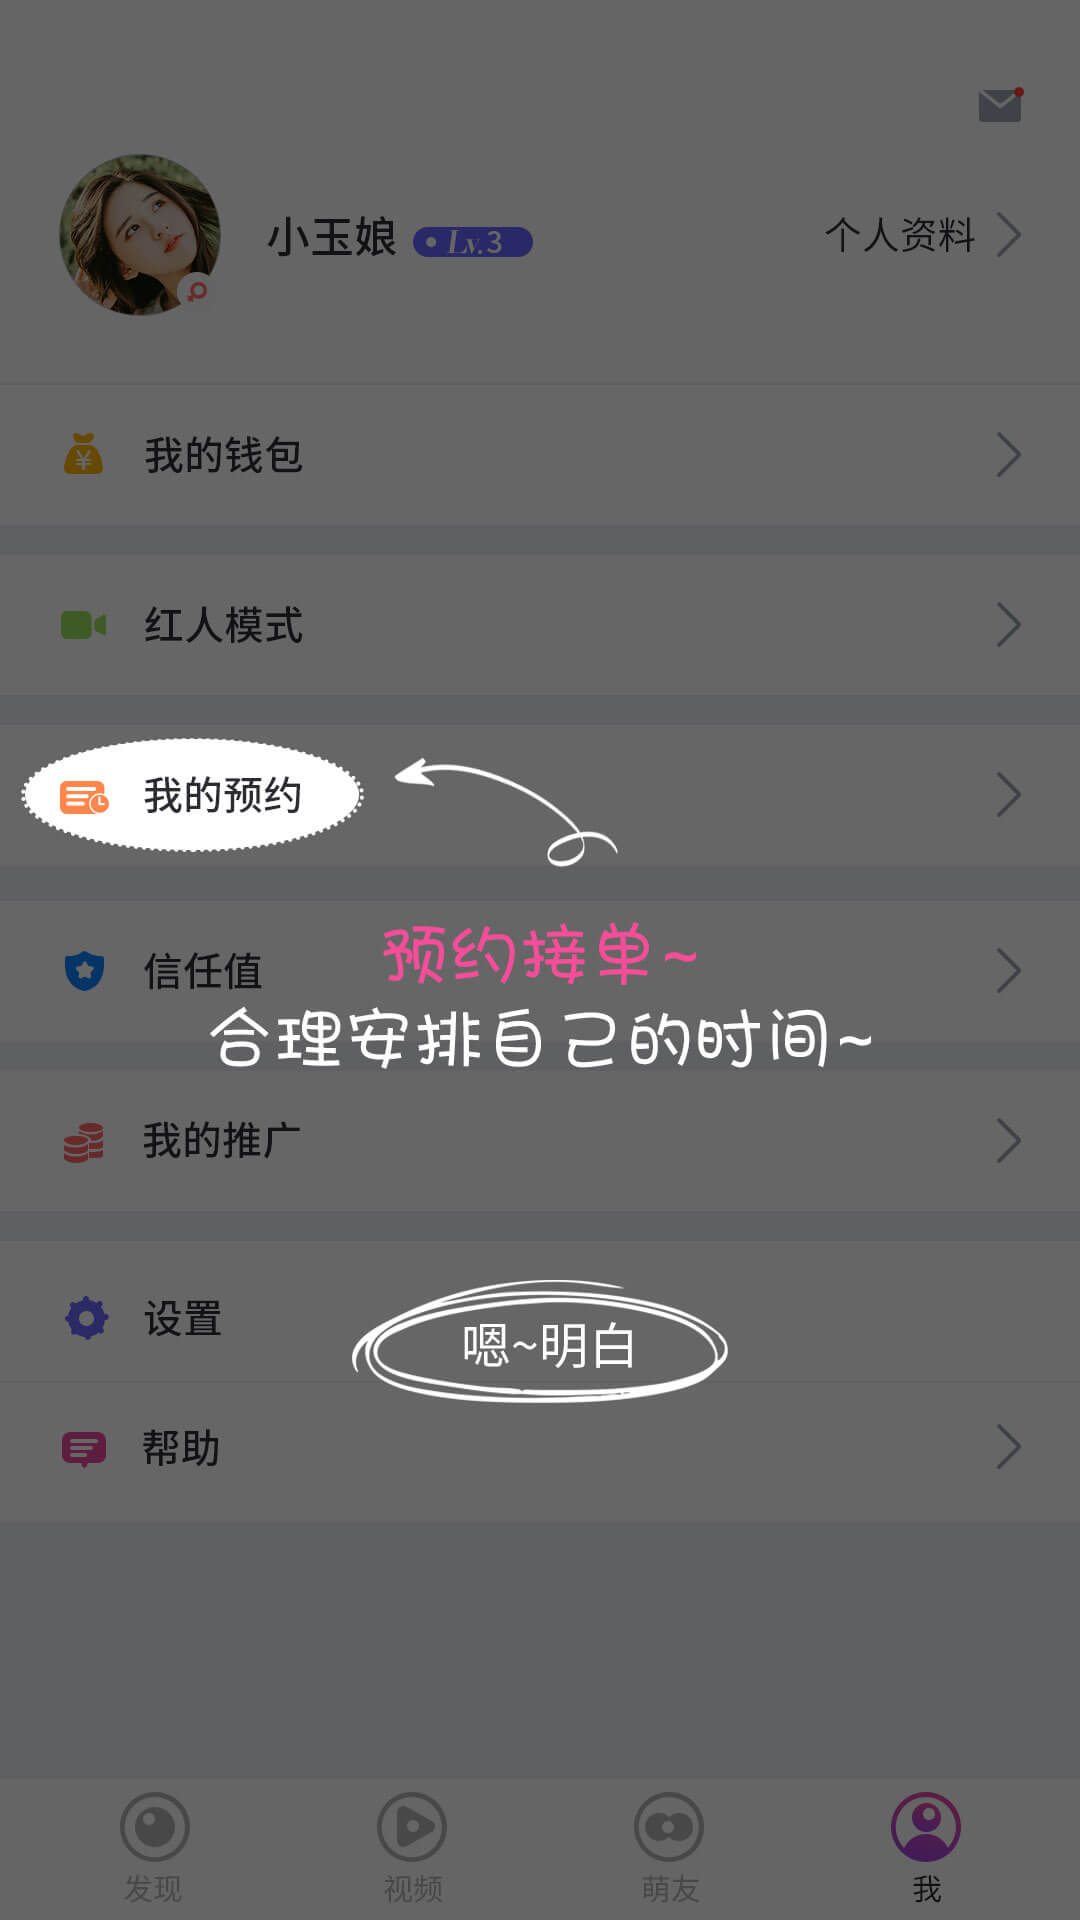 小玉娘 Lv.3
个人资料
我的钱包
红人模式
我的预约
预约接单~
信任值
合理安排自己的时间~
我的推广
设置
嗯~明白
帮助
发现 视频 萌友 我